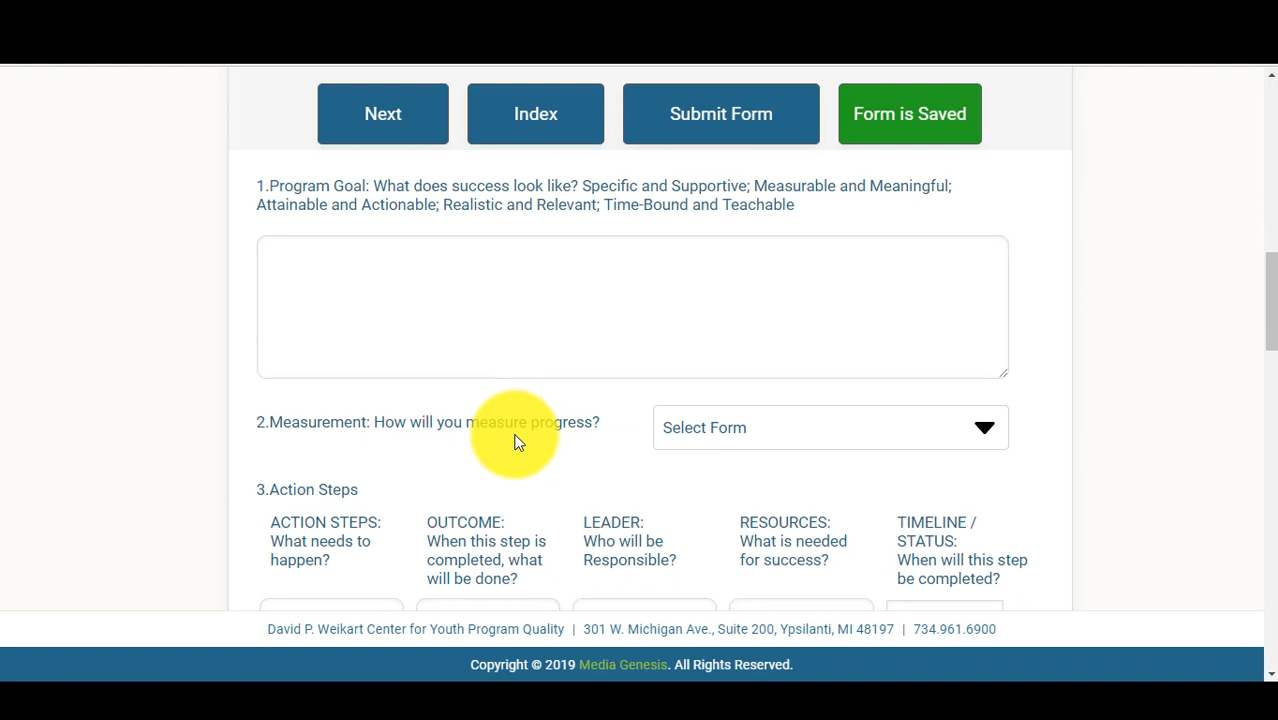 Next
Index
Submit Form
Form is Saved
1.Program Goal: What does success look like? Specific and Supportive; Measurable and Meaningful;
Attainable and Actionable; Realistic and Relevant; Time-Bound and Teachable
2.Measurement: How will you measure progress?
Select Form
3.Action Steps
ACTION STEPS:
What needs to
happen?
OUTCOME:
When this step is
completed, what
will be done?
LEADER:
Who will be
Responsible?
RESOURCES:
What is needed
for success?
TIMELINE /
STATUS:
When will this step
be completed?
David P. Weikart Center for Youth Program Quality | 301 W. Michigan Ave., Suite 200, Ypsilanti, MI 48197 | 734.961.6900
Copyright © 2019 Media Genesis. All Rights Reserved.